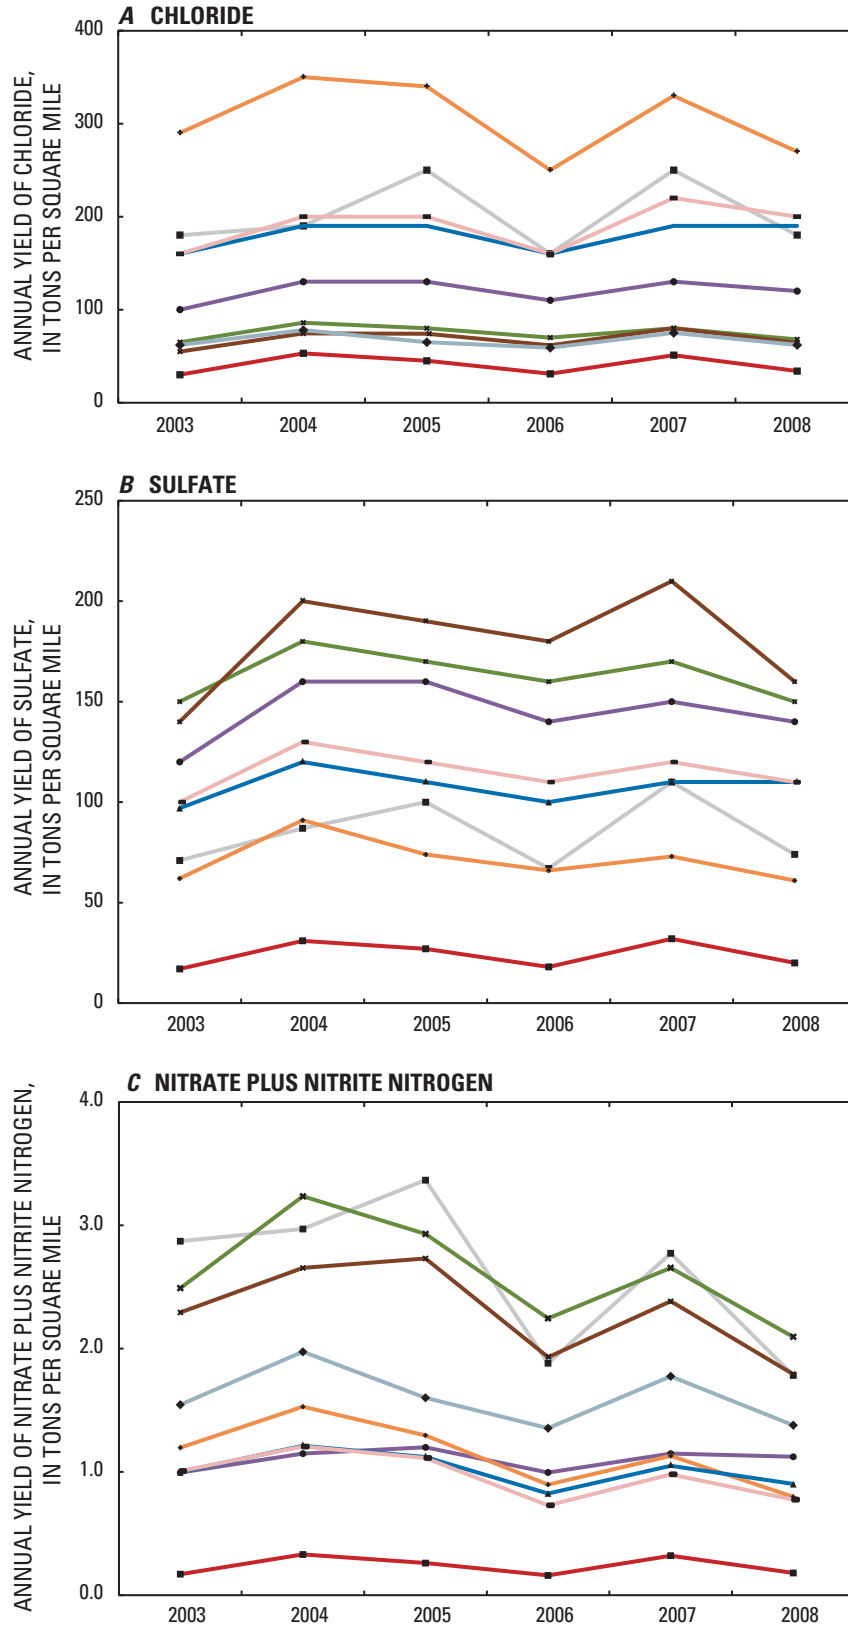 A CHLORIDE
ANNUAL YIELD OF CHLORIDE,
IN TONS PER SQUARE MILE
400
300
200
100
0
2003 2004 2005 2006 2007 2008
B SULFATE
ANNUAL YIELD OF SULFATE,
IN TONS PER SQUARE MILE
250
200
150
100
50
0
2003 2004 2005 2006 2007 2008
C NITRATE PLUS NITRITE NITROGEN
ANNUAL YIELD OF NITRATE PLUS NITRITE NITROGEN,
IN TONS PER SQUARE MILE
4.0
3.0
2.0
1.0
0.0
2003 2004 2005 2006 2007 2008